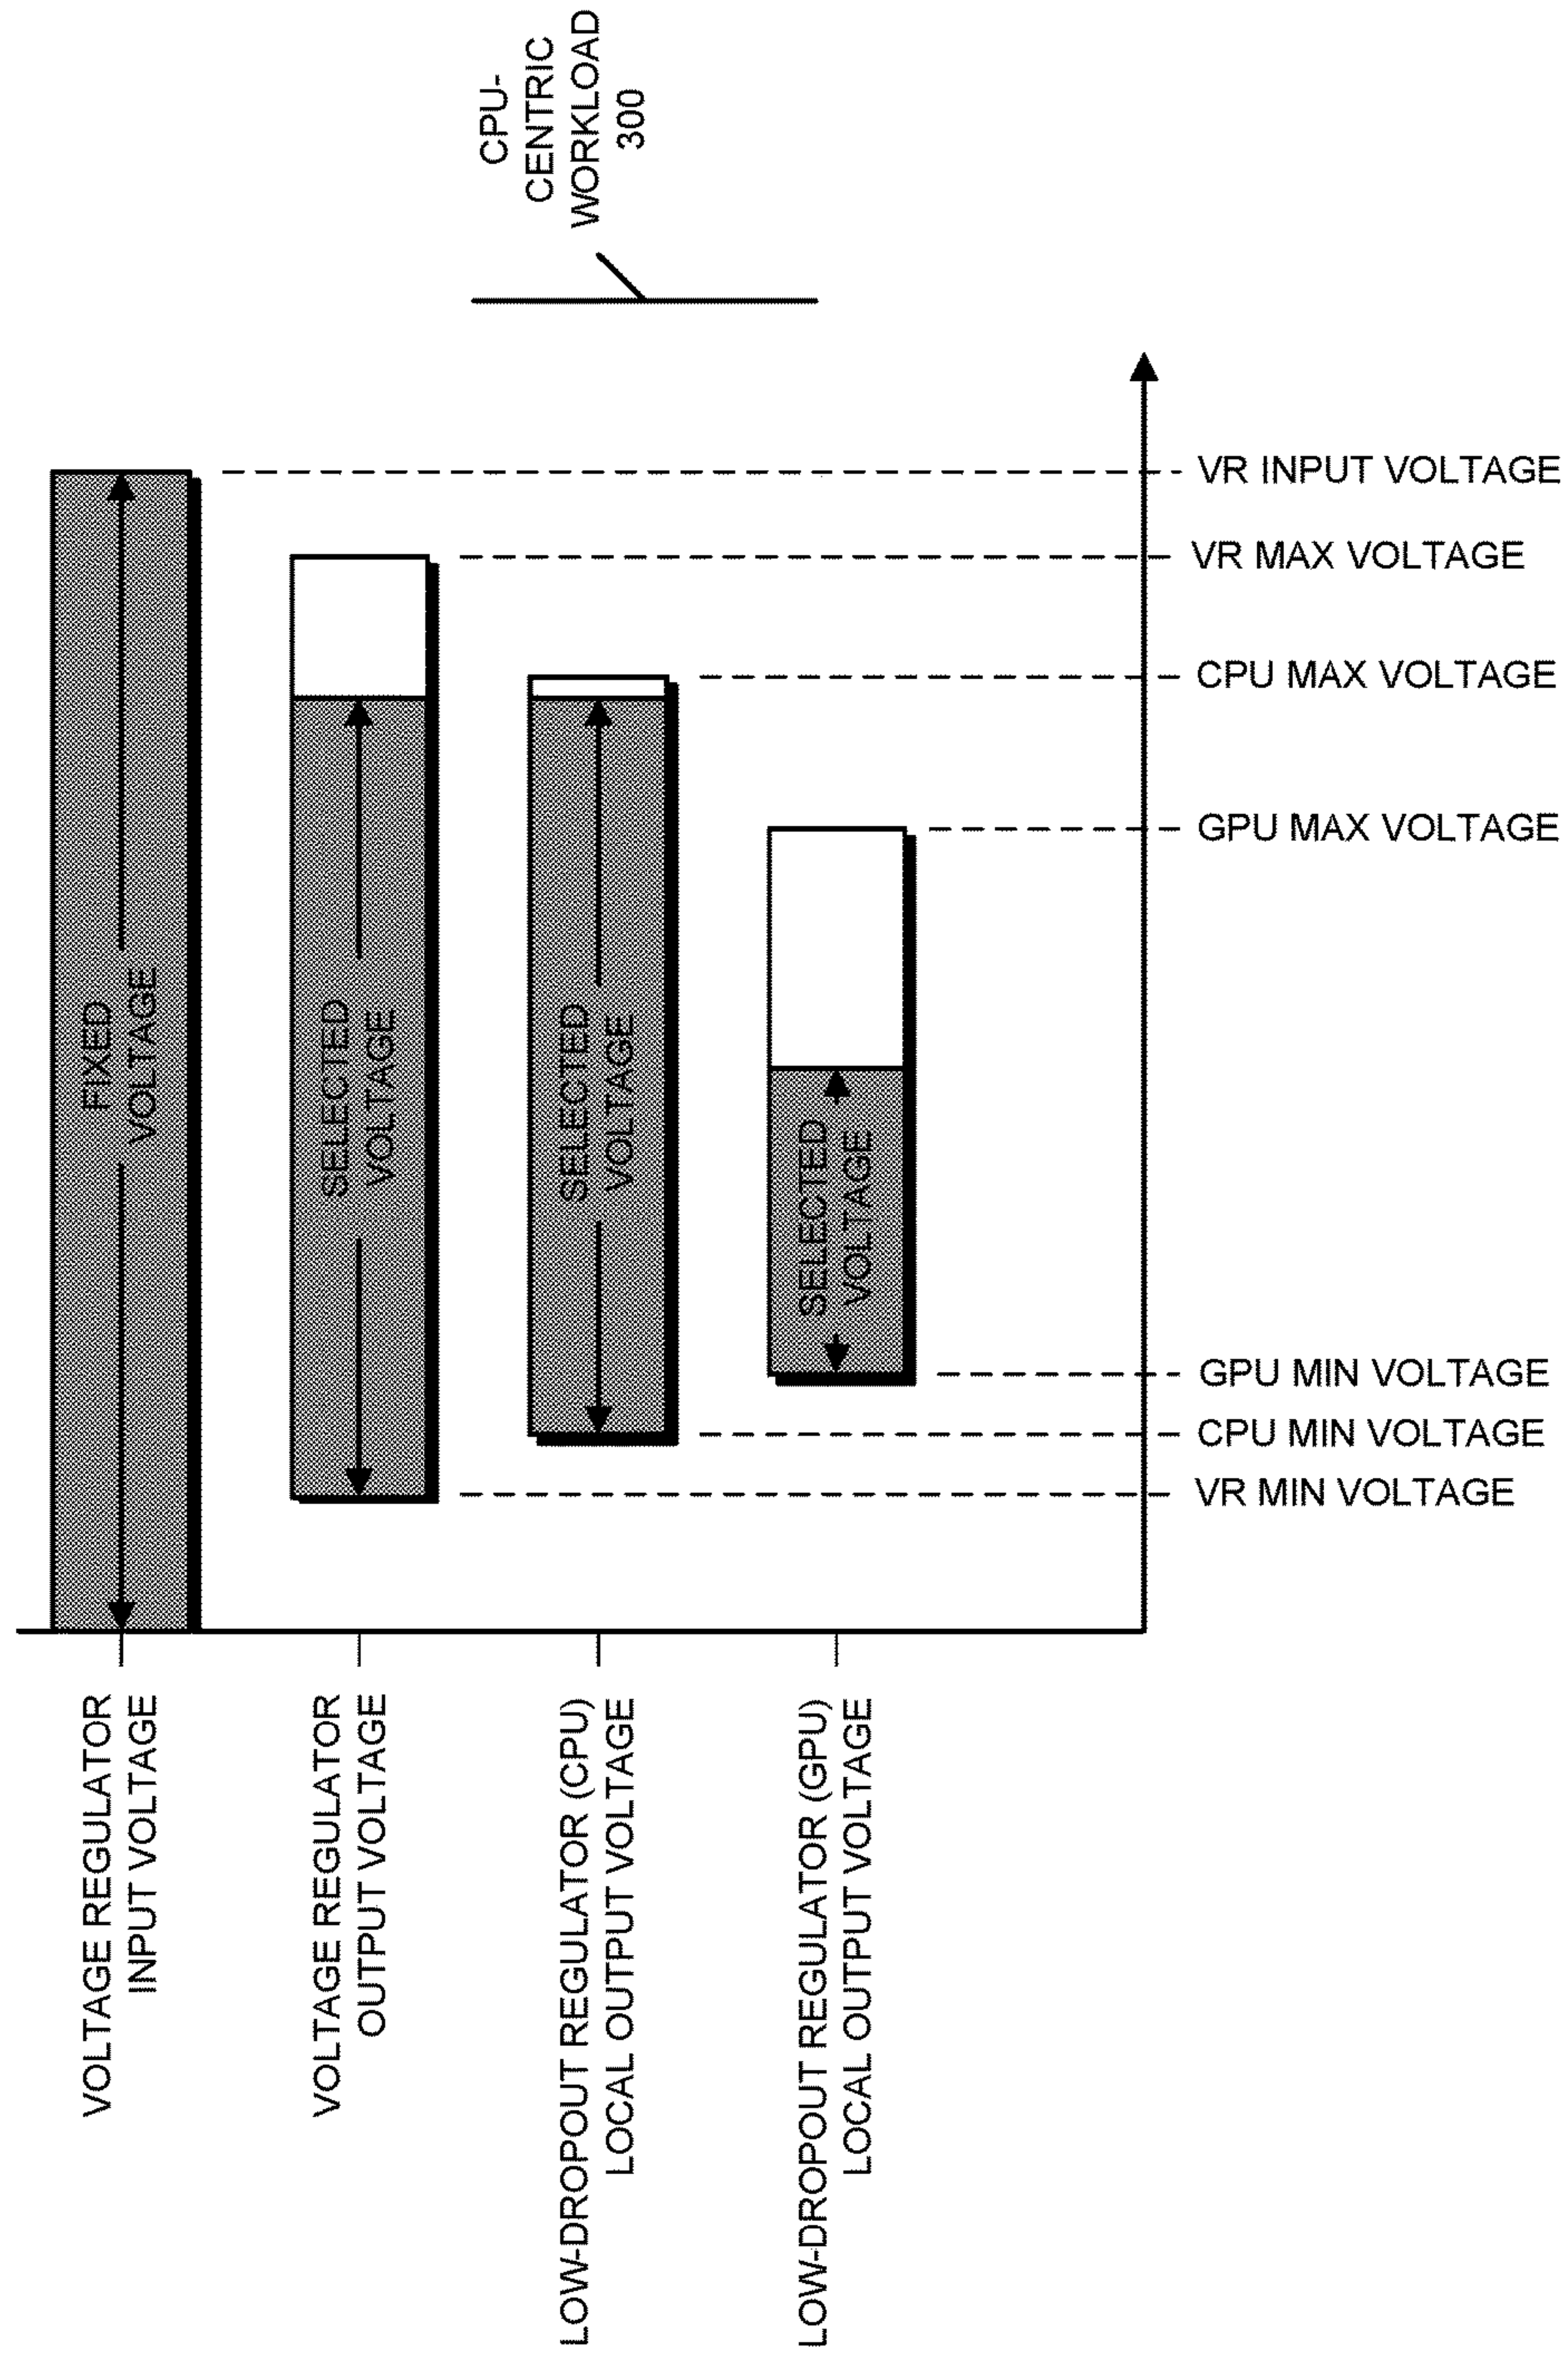 CPU-
CENTRIC
WORKLOAD
300
VR INPUT VOLTAGE
VR MAX VOLTAGE
CPU MAX VOLTAGE
GPU MAX VOLTAGE
GPU MIN VOLTAGE
CPU MIN VOLTAGE
VR MIN VOLTAGE
FIXED
VOLTAGE
SELECTED
VOLTAGE
SELECTED
VOLTAGE
SELECTED
VOLTAGE
VOLTAGE REGULATOR
INPUT VOLTAGE
VOLTAGE REGULATOR
OUTPUT VOLTAGE
LOW-DROPOUT REGULATOR (CPU)
LOCAL OUTPUT VOLTAGE
LOW-DROPOUT REGULATOR (GPU)
LOCAL OUTPUT VOLTAGE